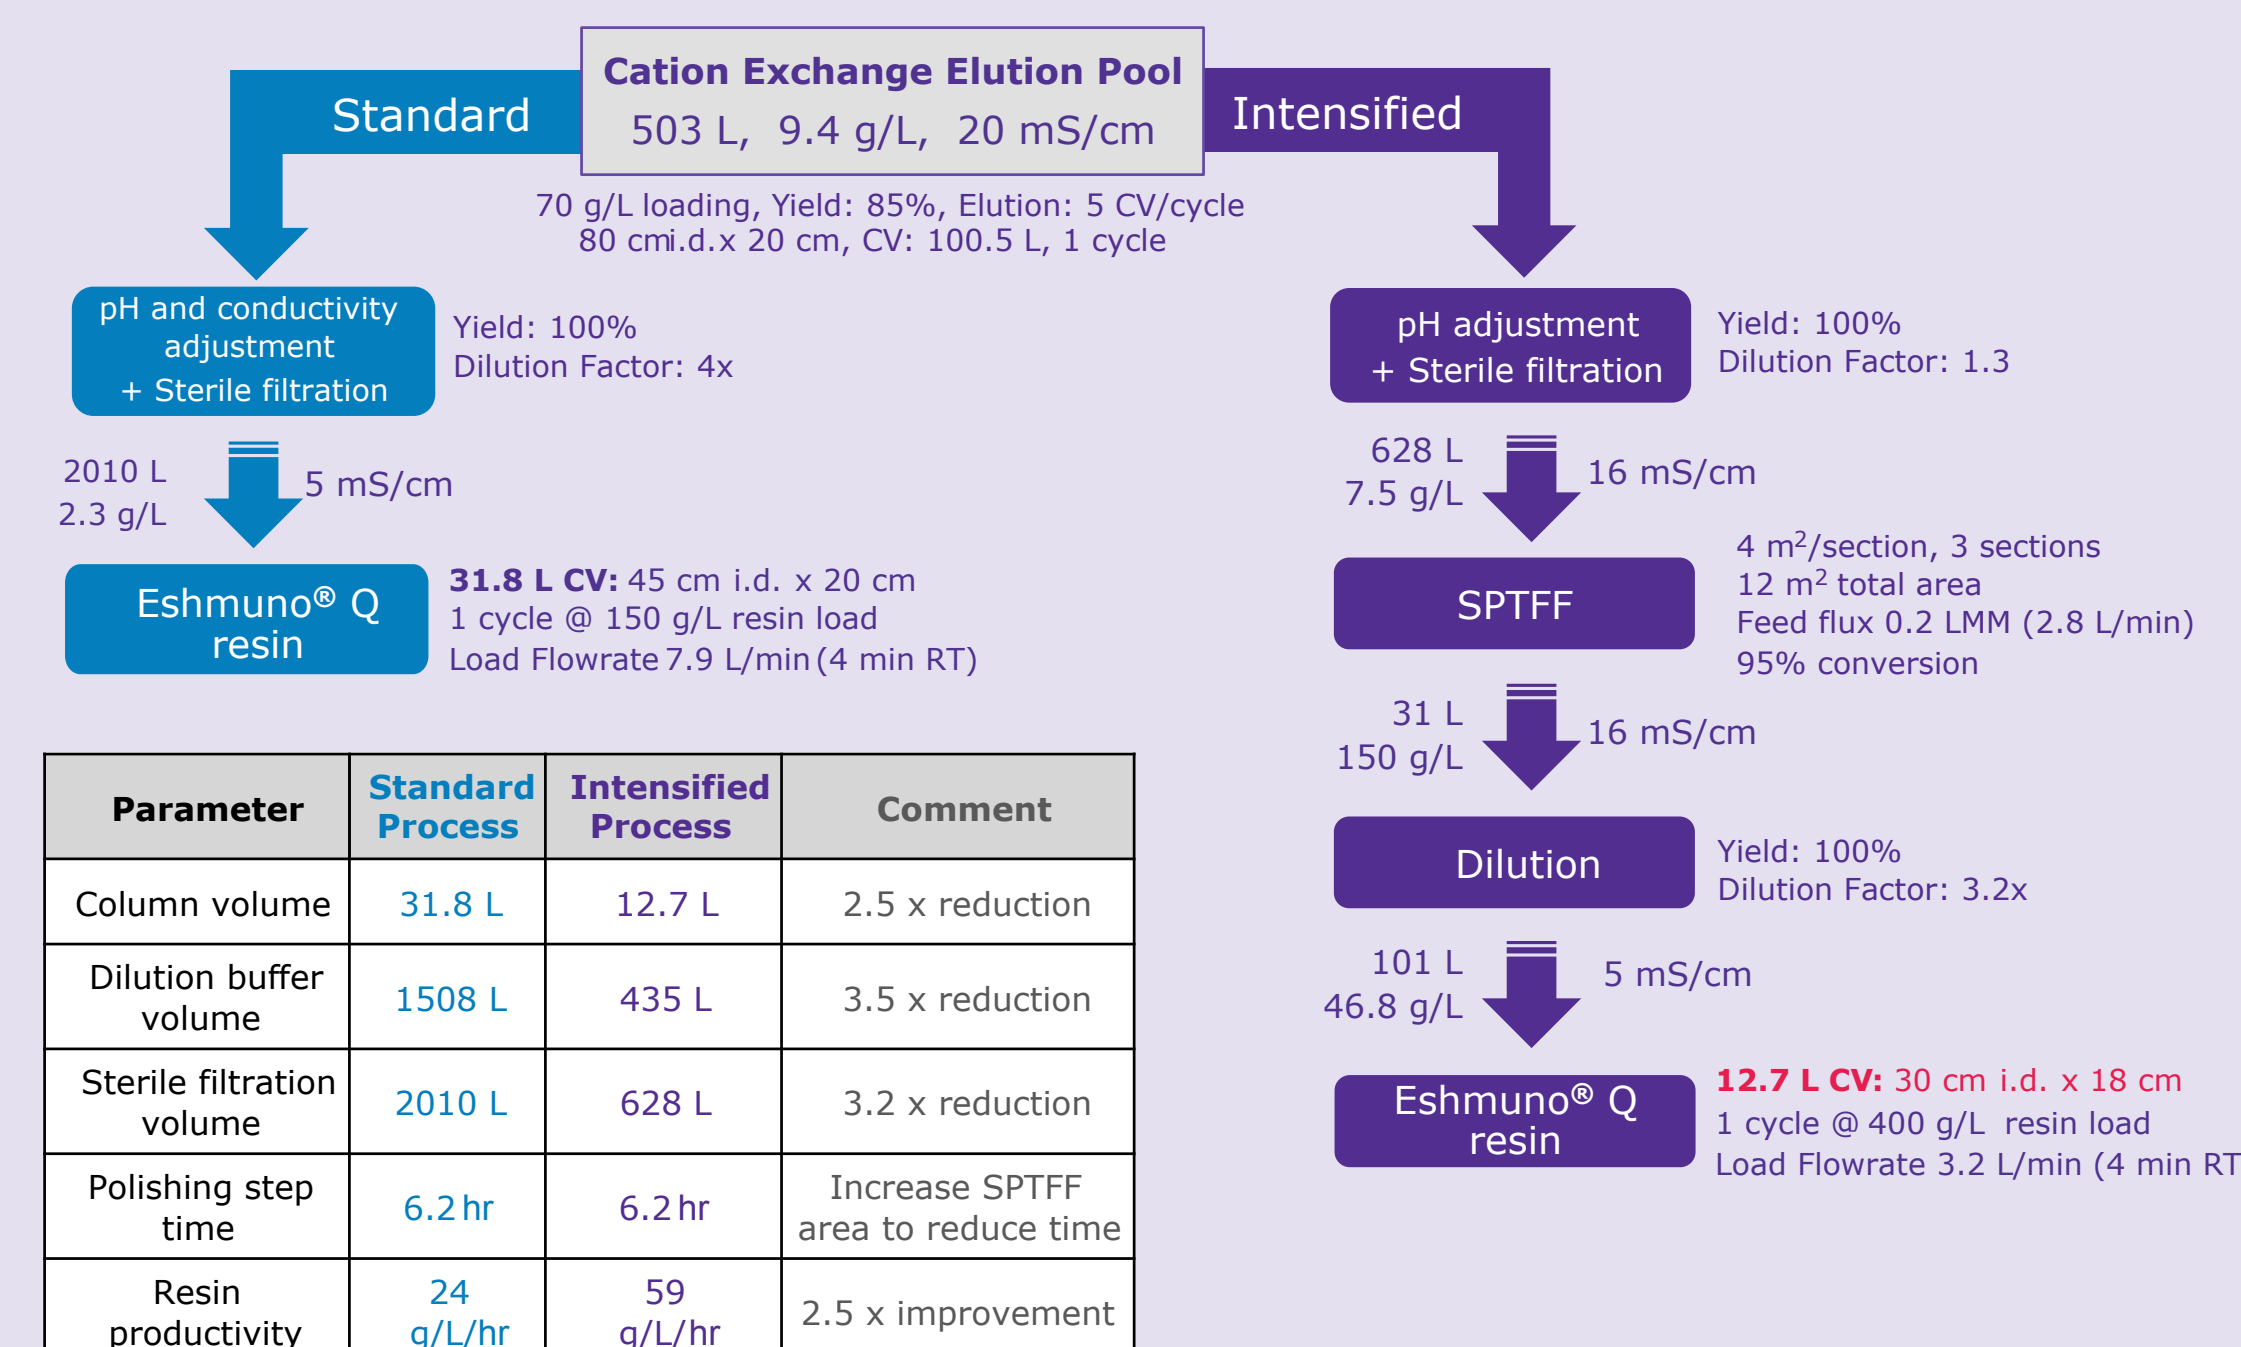 Cation Exchange Elution Pool
503 L, 9.4 g/L, 20 mS/cm
Standard
Intensified
70 g/L loading, Yield: 85%, Elution: 5 CV/cycle
80 cmi.d.x 20 cm, CV: 100.5 L, 1 cycle
pH and conductivity
adjustment
+ Sterile filtration
Yield: 100%
Dilution Factor: 4x
2010 L
2.3 g/L
5 mS/cm
Eshmuno® Q
resin
31.8 L CV: 45 cm i.d. x 20 cm
1 cycle @ 150 g/L resin load
Load Flowrate 7.9 L/min (4 min RT)
pH adjustment
+ Sterile filtration
Yield: 100%
Dilution Factor: 1.3
628 L
7.5 g/L
16 mS/cm
SPTFF
4 m²/section, 3 sections
12 m² total area
Feed flux 0.2 LMM (2.8 L/min)
95% conversion
31 L
150 g/L
16 mS/cm
Dilution
Yield: 100%
Dilution Factor: 3.2x
101 L
46.8 g/L
5 mS/cm
Eshmuno® Q
resin
12.7 L CV: 30 cm i.d. x 18 cm
1 cycle @ 400 g/L resin load
Load Flowrate 3.2 L/min (4 min RT
Parameter
Standard
Process
Intensified
Process
Comment
Column volume
31.8 L
12.7 L
2.5 x reduction
Dilution buffer
volume
1508 L
435 L
3.5 x reduction
Sterile filtration
volume
2010 L
628 L
3.2 x reduction
Polishing step
time
6.2 hr
6.2 hr
Increase SPTFF
area to reduce time
Resin
productivity
24
g/L/hr
59
g/L/hr
2.5 x improvement